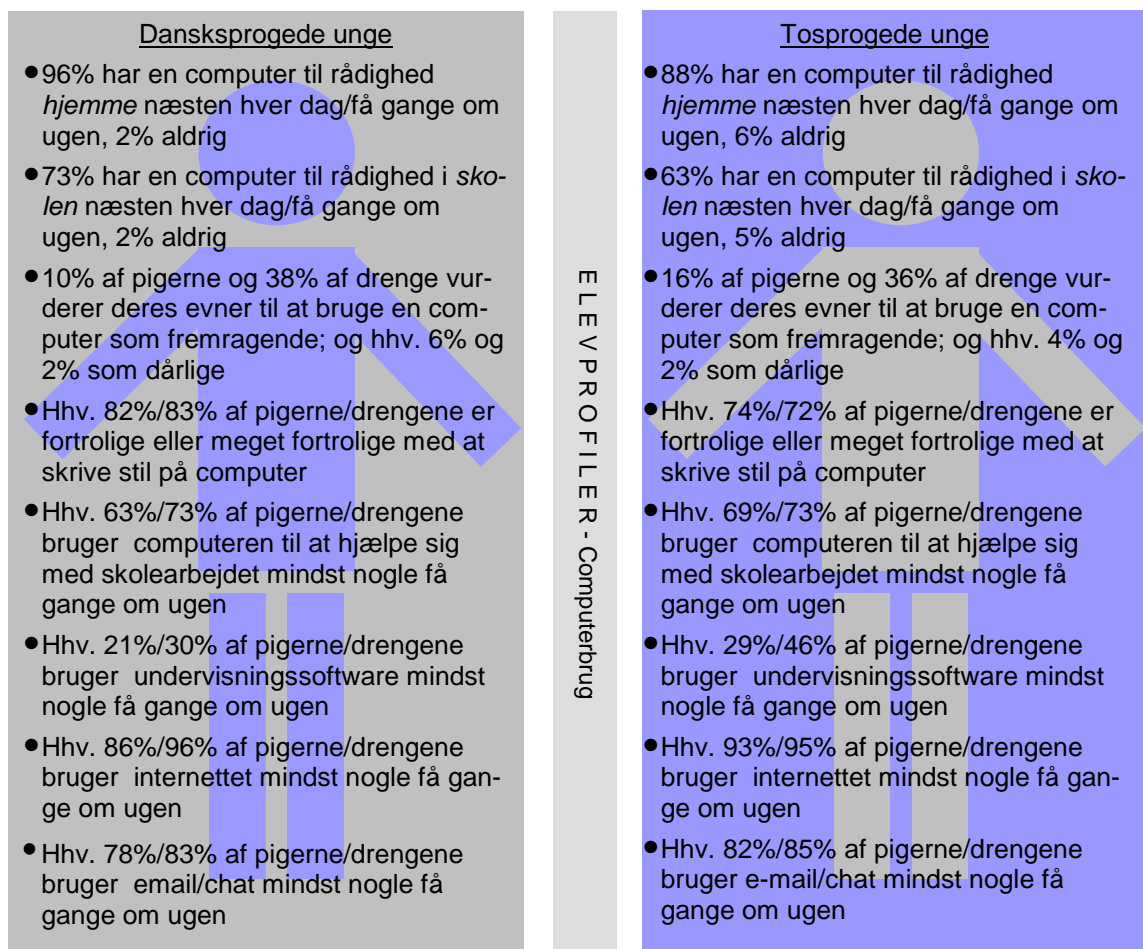 Dansksprogede unge
●96% har en computer til rådighed
hjemme næsten hver dag/få gange om
ugen, 2% aldrig
●73% har en computer til rådighed i sko-
len næsten hver dag/få gange om
ugen, 2% aldrig
●10% af pigerne og 38% af drenge vur-
derer deres evner til at bruge en com-
puter som fremragende; og hhv. 6% og
2% som dårlige
●Hhv. 82%/83% af pigerne/drengene er
fortrolige eller meget fortrolige med at
skrive stil på computer
●Hhv. 63%/73% af pigerne/drengene
bruger computeren til at hjælpe sig
med skolearbejdet mindst nogle få
gange om ugen
●Hhv. 21%/30% af pigerne/drengene
bruger undervisningssoftware mindst
nogle få gange om ugen
●Hhv. 86%/96% af pigerne/drengene
bruger internettet mindst nogle få gan-
ge om ugen
●Hhv. 78%/83% af pigerne/drengene
bruger email/chat mindst nogle få
gange om ugen
E L E V P R O F I L E R - Computerbrug
Tosprogede unge
●88% har en computer til rådighed
hjemme næsten hver dag/få gange om
ugen, 6% aldrig
●63% har en computer til rådighed i sko-
len næsten hver dag/få gange om
ugen, 5% aldrig
●16% af pigerne og 36% af drenge vur-
derer deres evner til at bruge en com-
puter som fremragende; og hhv. 4% og
2% som dårlige
●Hhv. 74%/72% af pigerne/drengene er
fortrolige eller meget fortrolige med at
skrive stil på computer
●Hhv. 69%/73% af pigerne/drengene
bruger computeren til at hjælpe sig
med skolearbejdet mindst nogle få
gange om ugen
●Hhv. 29%/46% af pigerne/drengene
bruger undervisningssoftware mindst
nogle få gange om ugen
●Hhv. 93%/95% af pigerne/drengene
bruger internettet mindst nogle få gan-
ge om ugen
●Hhv. 82%/85% af pigerne/drengene
bruger e-mail/chat mindst nogle få
gange om ugen